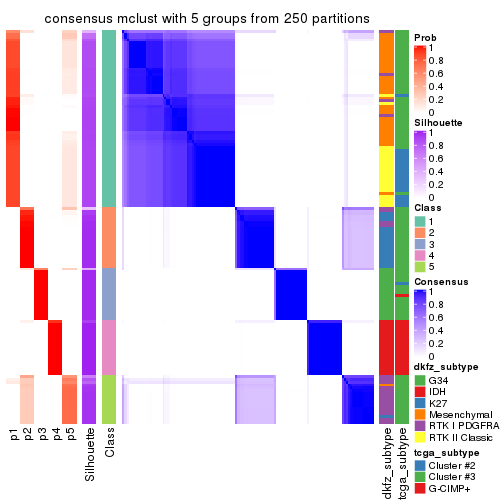 consensus mclust with 5 groups from 250 partitions
p1
p2
p3
p4
p5
Silhouette
Class
dkfz_subtype
tcga_subtype
Prob
1
0.8
0.6
0.4
0.2
0
Silhouette
1
0.8
0.6
0.4
0.2
0
Class
1
2
3
4
5
Consensus
1
0.8
0.6
0.4
0.2
0
dkfz_subtype
G34
IDH
K27
Mesenchymal
RTK I PDGFRA
RTK II Classic
tcga_subtype
Cluster #2
Cluster #3
G-CIMP+